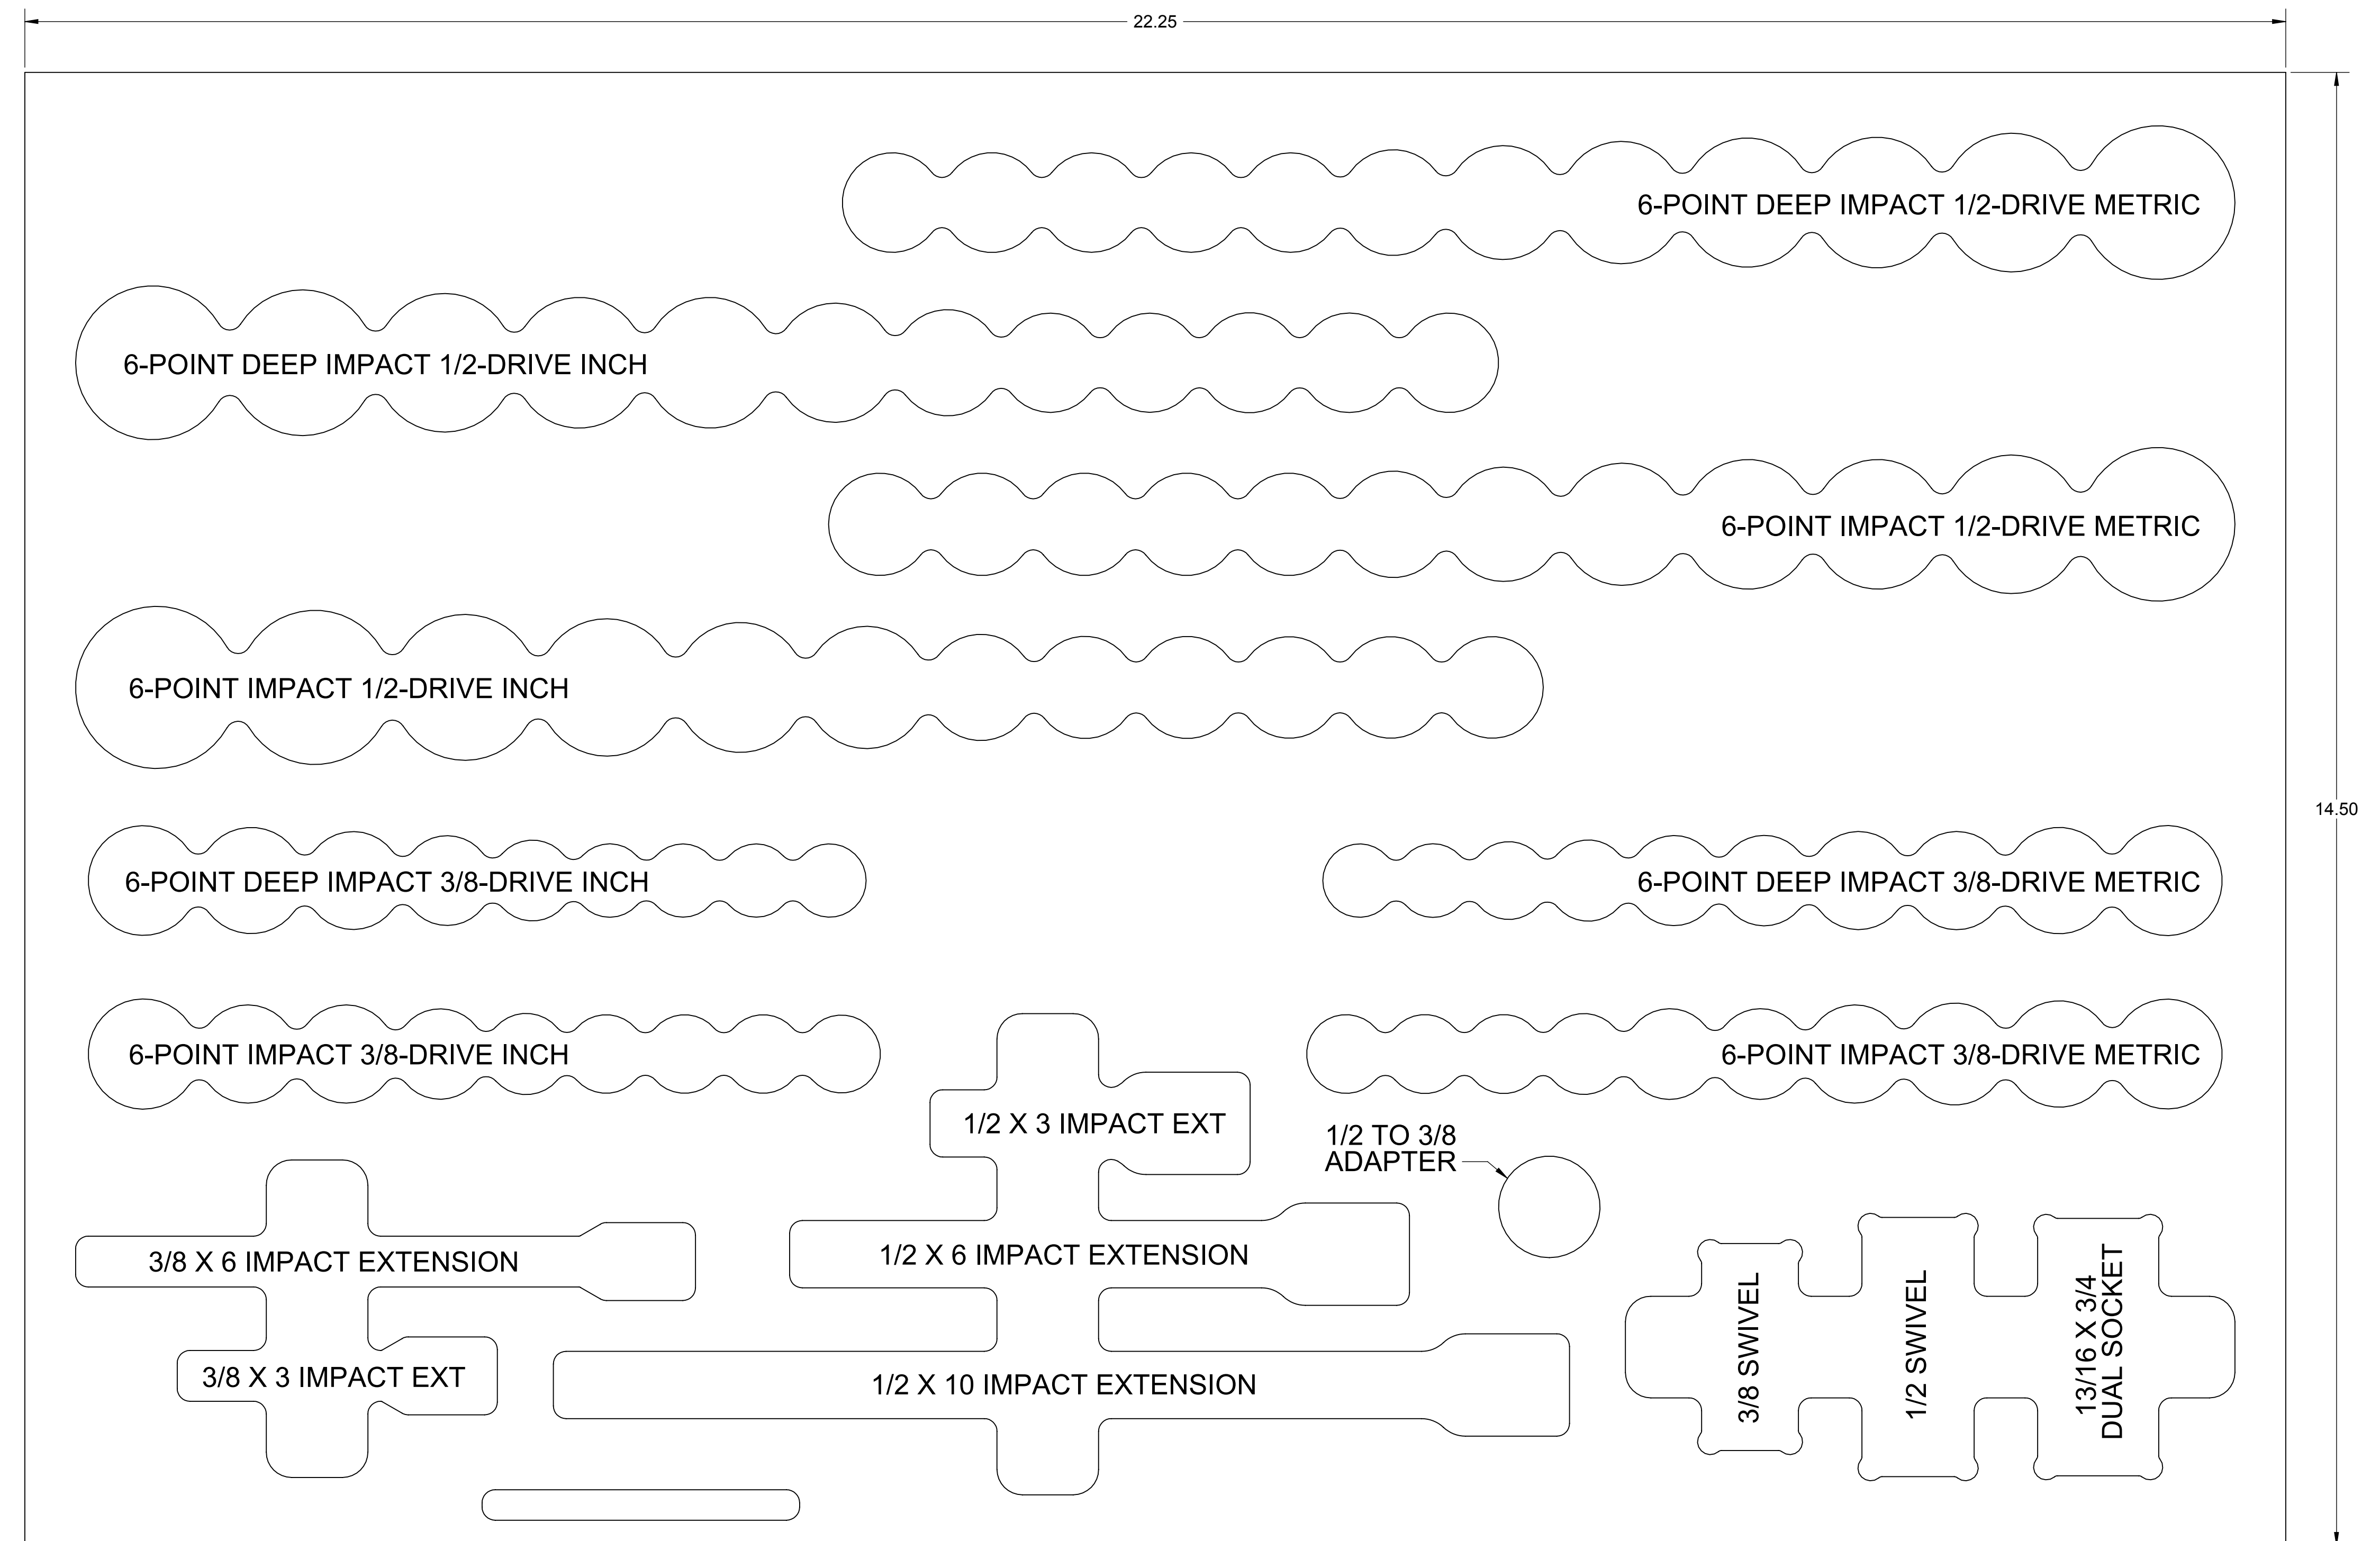 22.25
6-POINT DEEP IMPACT 1/2-DRIVE METRIC
6-POINT DEEP IMPACT 1/2-DRIVE INCH
6-POINT IMPACT 1/2-DRIVE METRIC
6-POINT IMPACT 1/2-DRIVE INCH
14.50
6-POINT DEEP IMPACT 3/8-DRIVE INCH
6-POINT DEEP IMPACT 3/8-DRIVE METRIC
6-POINT IMPACT 3/8-DRIVE INCH
6-POINT IMPACT 3/8-DRIVE METRIC
1/2 X 3 IMPACT EXT
1/2 TO 3/8
ADAPTER
3/8 X 6 IMPACT EXTENSION
1/2 X 6 IMPACT EXTENSION
3/8 X 3 IMPACT EXT
1/2 X 10 IMPACT EXTENSION
3/8 SWIVEL
1/2 SWIVEL
13/16 X 3/4
DUAL SOCKET